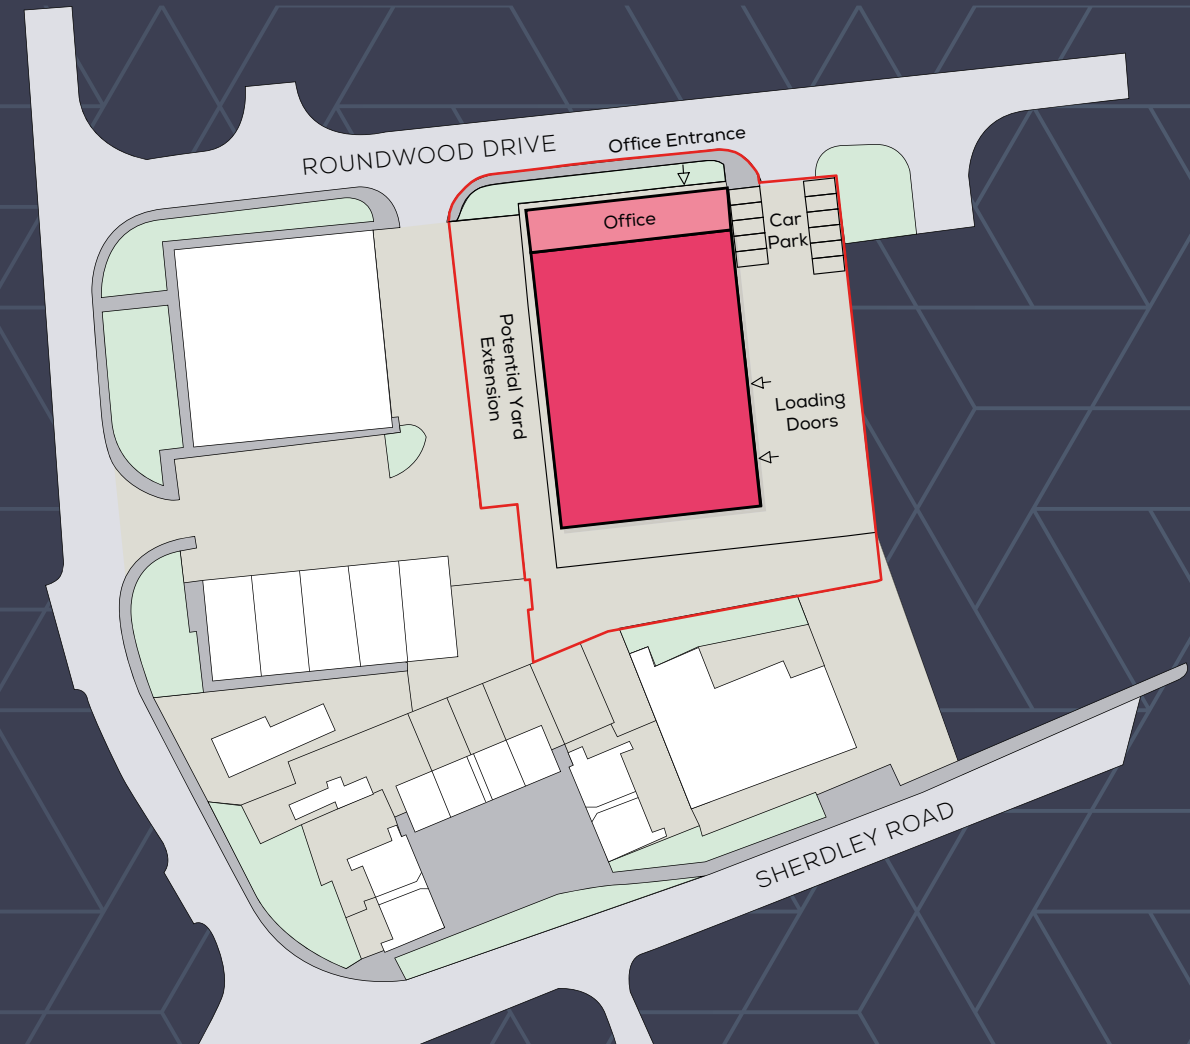 ROUNDWOOD DRIVE
Office Entrance
Office
Car
Park
Potential Yard
Extension
Loading
Doors
SHERDLEY ROAD